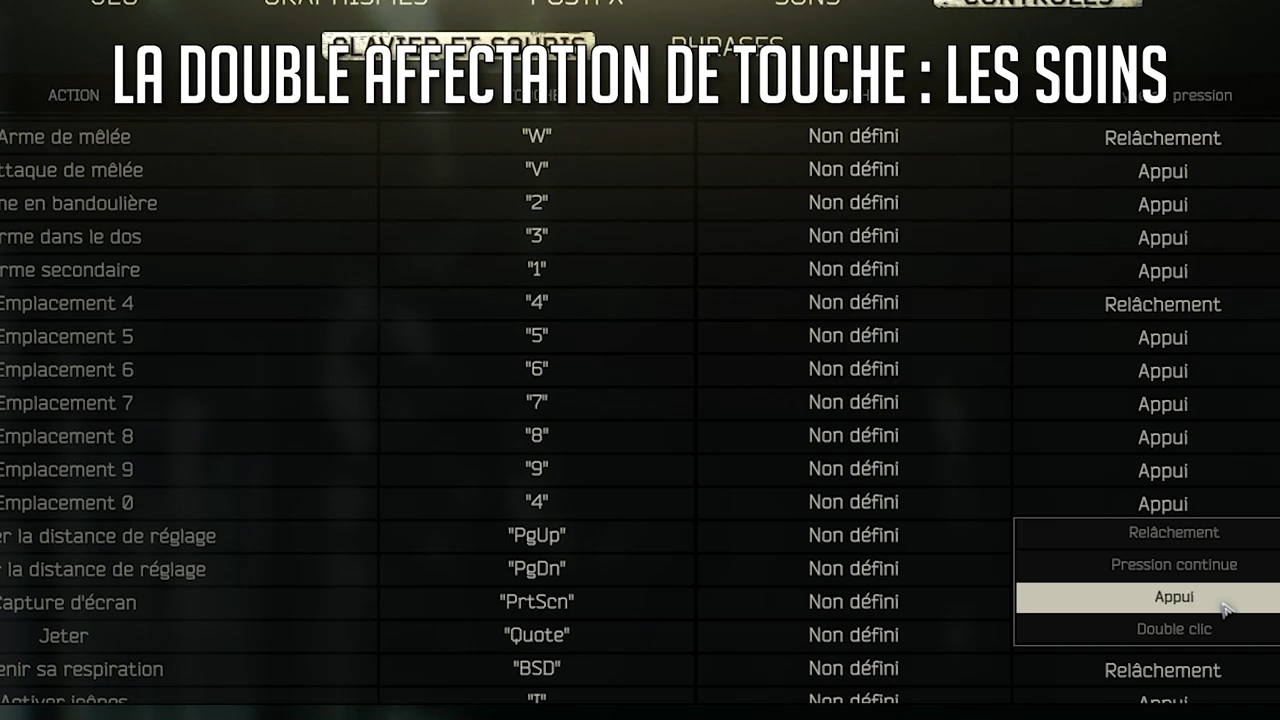 LA DOUBLE AFFECTATION DE TOUCHE : LES SOINS
ACTION pression
Arme de mêlée "W" Non défini Relâchement
ttaque de mêlée "V" Non défini Appui
me en bandoulière "2" Non défini Appui
rme dans le dos "3" Non défini Appui
rme secondaire "1" Non défini Appui
Emplacement 4 "4" Non défini Relâchement
Emplacement 5 "5" Non défini Appui
Emplacement 6 "6" Non défini Appui
Emplacement 7 "7" Non défini Appui
Emplacement 8 "8" Non défini Appui
Emplacement 9 "9" Non défini Appui
Emplacement 0 "4" Non défini Appui
er la distance de réglage "PgUp" Non défini Relâchement
r la distance de réglage "PgDn" Non défini Pression continue
Capture d'écran "PrtScn" Non défini Appui
Jeter "Quote" Non défini Double clic
enir sa respiration "BSD" Non défini Relâchement